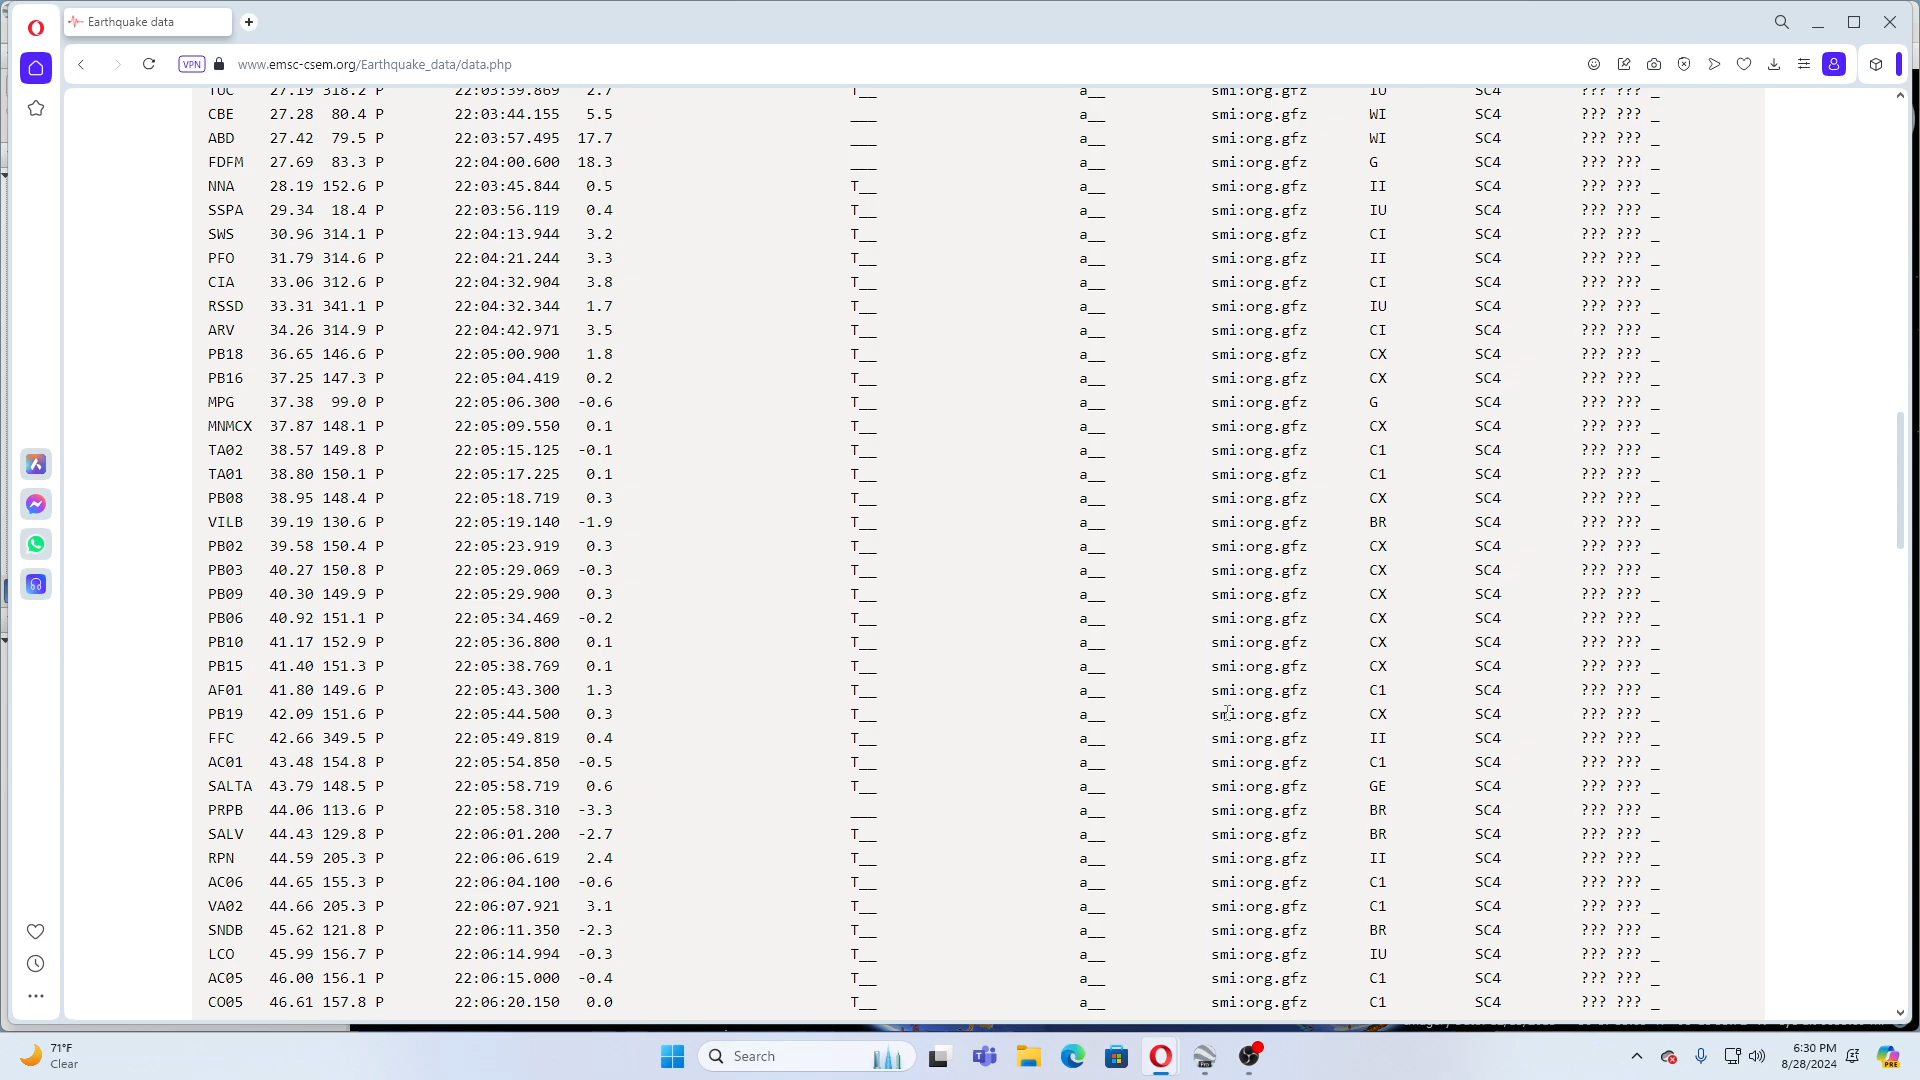 Earthquake data
VPN www.emsc-csem.org/Earthquake_data/data.php
TUC 27.19 318.2 P 22:03:39.869 2.7 T__ a__ smi:org.gfz IU SC4 ??? ??? _
CBE 27.28 80.4 P 22:03:44.155 5.5 ___ a__ smi:org.gfz WI SC4 ??? ??? _
ABD 27.42 79.5 P 22:03:57.495 17.7 ___ a__ smi:org.gfz WI SC4 ??? ??? _
FDFM 27.69 83.3 P 22:04:00.600 18.3 ___ a__ smi:org.gfz G SC4 ??? ??? _
NNA 28.19 152.6 P 22:03:45.844 0.5 T__ a__ smi:org.gfz II SC4 ??? ??? _
SSPA 29.34 18.4 P 22:03:56.119 0.4 T__ a__ smi:org.gfz IU SC4 ??? ??? _
SWS 30.96 314.1 P 22:04:13.944 3.2 T__ a__ smi:org.gfz CI SC4 ??? ??? _
PFO 31.79 314.6 P 22:04:21.244 3.3 T__ a__ smi:org.gfz II SC4 ??? ??? _
CIA 33.06 312.6 P 22:04:32.904 3.8 T__ a__ smi:org.gfz CI SC4 ??? ??? _
RSSD 33.31 341.1 P 22:04:32.344 1.7 T__ a__ smi:org.gfz IU SC4 ??? ??? _
ARV 34.26 314.9 P 22:04:42.971 3.5 T__ a__ smi:org.gfz CI SC4 ??? ??? _
PB18 36.65 146.6 P 22:05:00.900 1.8 T__ a__ smi:org.gfz CX SC4 ??? ??? _
PB16 37.25 147.3 P 22:05:04.419 0.2 T__ a__ smi:org.gfz CX SC4 ??? ??? _
MPG 37.38 99.0 P 22:05:06.300 -0.6 T__ a__ smi:org.gfz G SC4 ??? ??? _
MNMCX 37.87 148.1 P 22:05:09.550 0.1 T__ a__ smi:org.gfz CX SC4 ??? ??? _
TA02 38.57 149.8 P 22:05:15.125 -0.1 T__ a__ smi:org.gfz C1 SC4 ??? ??? _
TA01 38.80 150.1 P 22:05:17.225 0.1 T__ a__ smi:org.gfz C1 SC4 ??? ??? _
PB08 38.95 148.4 P 22:05:18.719 0.3 T__ a__ smi:org.gfz CX SC4 ??? ??? _
VILB 39.19 130.6 P 22:05:19.140 -1.9 T__ a__ smi:org.gfz BR SC4 ??? ??? _
PB02 39.58 150.4 P 22:05:23.919 0.3 T__ a__ smi:org.gfz CX SC4 ??? ??? _
PB03 40.27 150.8 P 22:05:29.069 -0.3 T__ a__ smi:org.gfz CX SC4 ??? ??? _
PB09 40.30 149.9 P 22:05:29.900 0.3 T__ a__ smi:org.gfz CX SC4 ??? ??? _
PB06 40.92 151.1 P 22:05:34.469 -0.2 T__ a__ smi:org.gfz CX SC4 ??? ??? _
PB10 41.17 152.9 P 22:05:36.800 0.1 T__ a__ smi:org.gfz CX SC4 ??? ??? _
PB15 41.40 151.3 P 22:05:38.769 0.1 T__ a__ smi:org.gfz CX SC4 ??? ??? _
AF01 41.80 149.6 P 22:05:43.300 1.3 T__ a__ smi:org.gfz C1 SC4 ??? ??? _
PB19 42.09 151.6 P 22:05:44.500 0.3 T__ a__ smi:org.gfz CX SC4 ??? ??? _
FFC 42.66 349.5 P 22:05:49.819 0.4 T__ a__ smi:org.gfz II SC4 ??? ??? _
AC01 43.48 154.8 P 22:05:54.850 -0.5 T__ a__ smi:org.gfz C1 SC4 ??? ??? _
SALTA 43.79 148.5 P 22:05:58.719 0.6 T__ a__ smi:org.gfz GE SC4 ??? ??? _
PRPB 44.06 113.6 P 22:05:58.310 -3.3 ___ a__ smi:org.gfz BR SC4 ??? ??? _
SALV 44.43 129.8 P 22:06:01.200 -2.7 T__ a__ smi:org.gfz BR SC4 ??? ??? _
RPN 44.59 205.3 P 22:06:06.619 2.4 T__ a__ smi:org.gfz II SC4 ??? ??? _
AC06 44.65 155.3 P 22:06:04.100 -0.6 T__ a__ smi:org.gfz C1 SC4 ??? ??? _
VA02 44.66 205.3 P 22:06:07.921 3.1 T__ a__ smi:org.gfz C1 SC4 ??? ??? _
SNDB 45.62 121.8 P 22:06:11.350 -2.3 T__ a__ smi:org.gfz BR SC4 ??? ??? _
LCO 45.99 156.7 P 22:06:14.994 -0.3 T__ a__ smi:org.gfz IU SC4 ??? ??? _
AC05 46.00 156.1 P 22:06:15.000 -0.4 T__ a__ smi:org.gfz C1 SC4 ??? ??? _
CO05 46.61 157.8 P 22:06:20.150 0.0 T__ a__ smi:org.gfz C1 SC4 ??? ??? _
71°F
Clear
Search
6:30 PM
8/28/2024
PRE